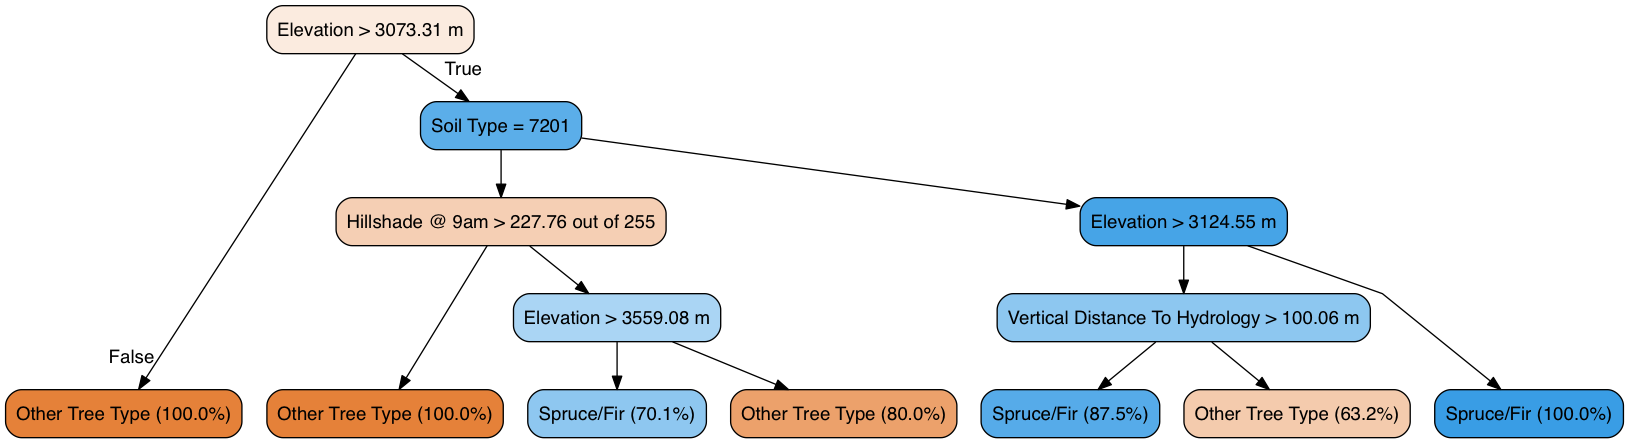 Elevation > 3073.31 m
True
Soil Type = 7201
Hillshade @ 9am > 227.76 out of 255
Elevation > 3124.55 m
Elevation > 3559.08 m
Vertical Distance To Hydrology > 100.06 m
False
Other Tree Type (100.0%)
Other Tree Type (100.0%)
Spruce/Fir (70.1%)
Other Tree Type (80.0%)
Spruce/Fir (87.5%)
Other Tree Type (63.2%)
Spruce/Fir (100.0%)